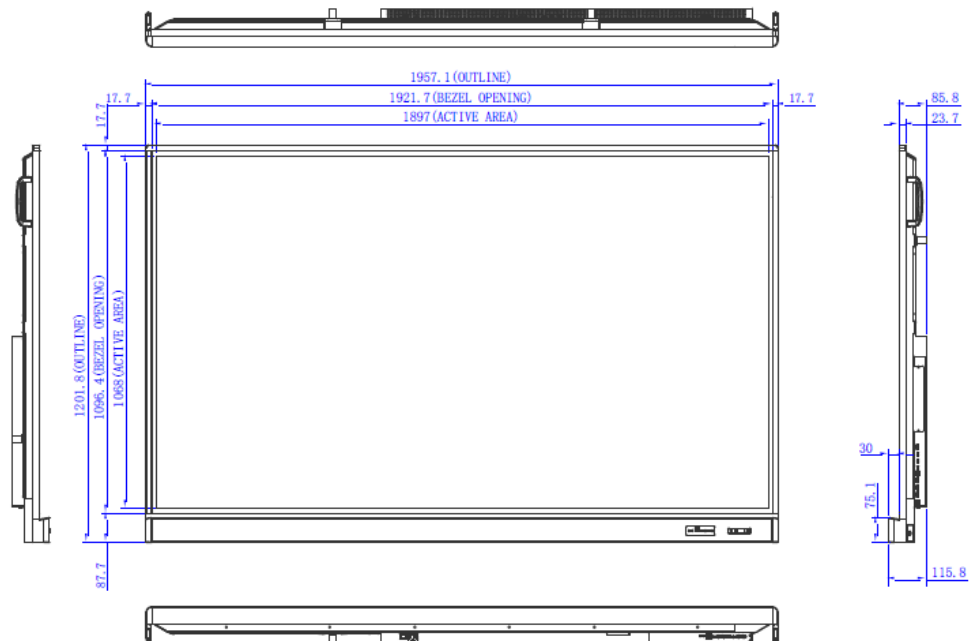 1957.1(OUTLINE)
17.7
1921.7(BEZEL OPENING)
17.7
85.8
17.7
1897(ACTIVE AREA)
23.7
1201.8(OUTLINE)
1096.4(BEZEL OPENING)
1068(ACTIVE AREA)
30
75.1
87.7
115.8